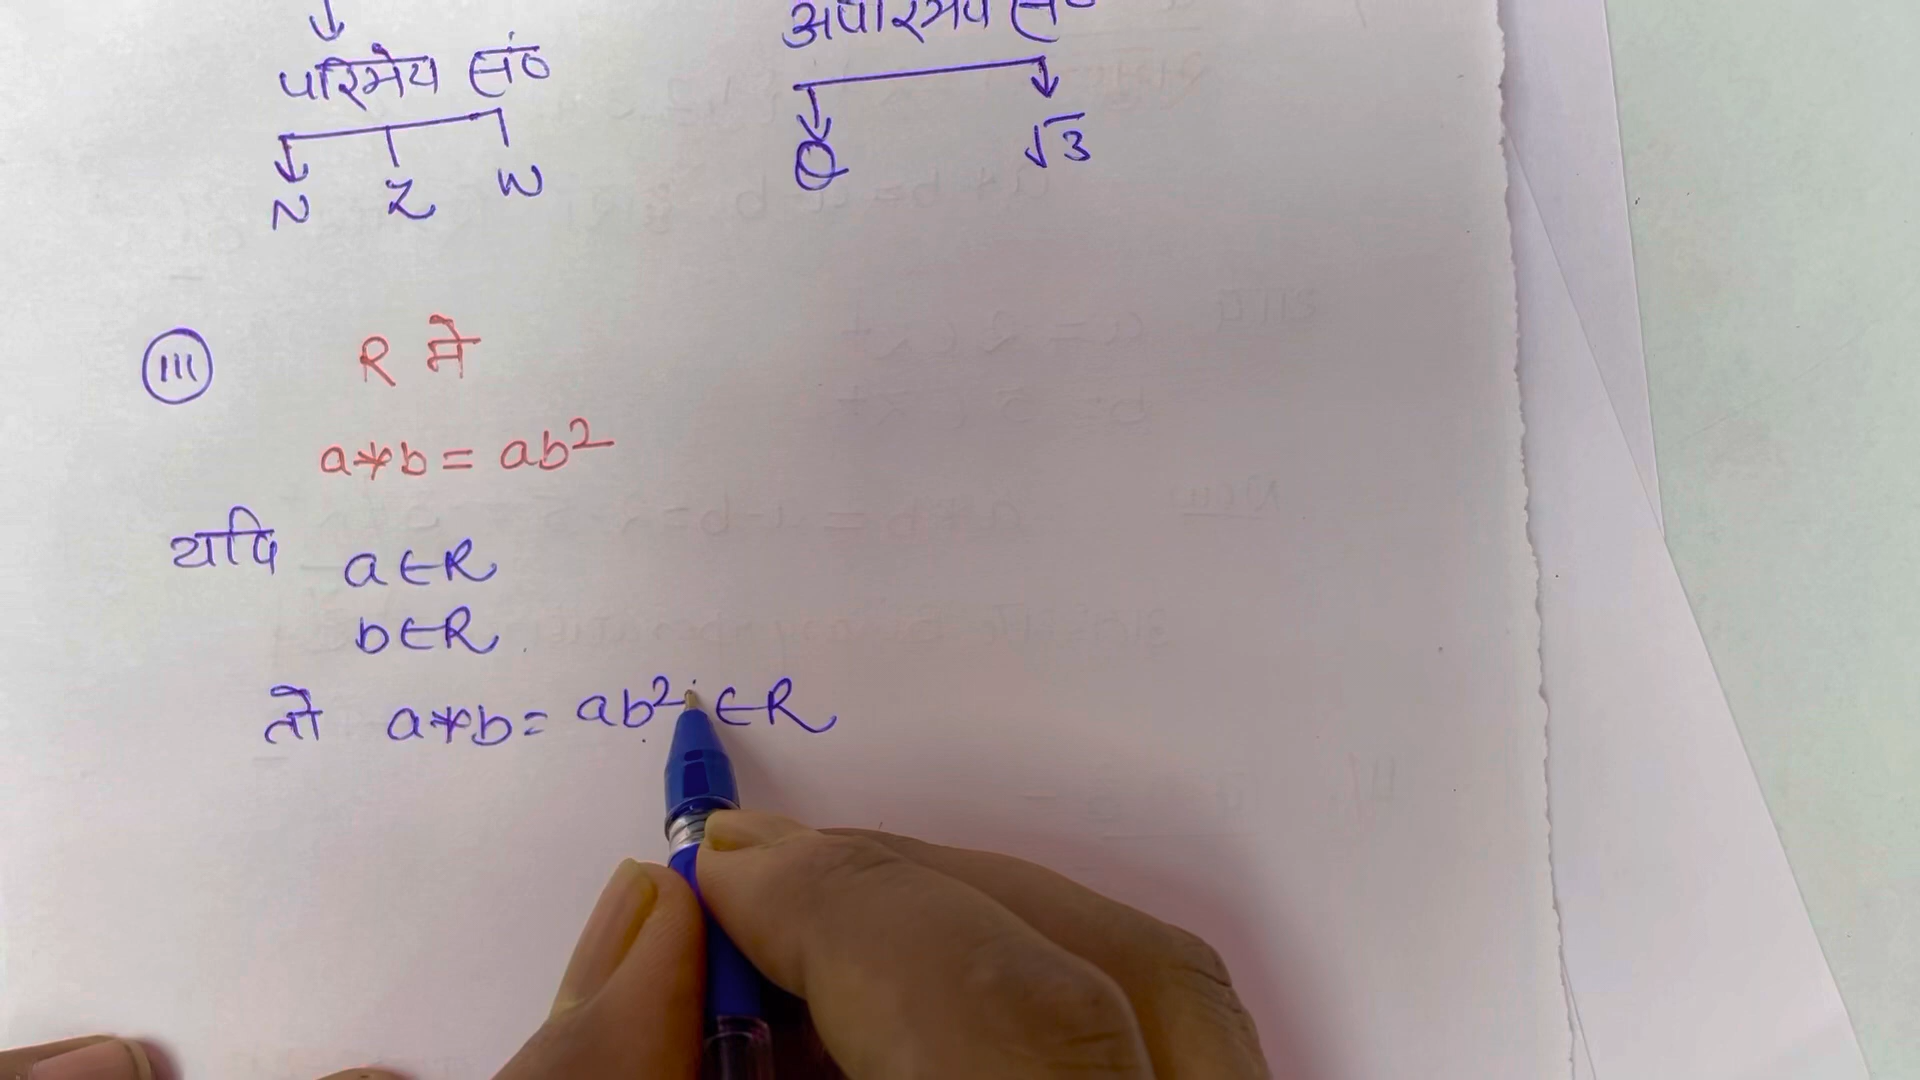 परिमेय सं०
N Z W
Q √3
(III) R में
a*b = ab²
यदि a∈R
b∈R
तो a*b = ab² ∈R